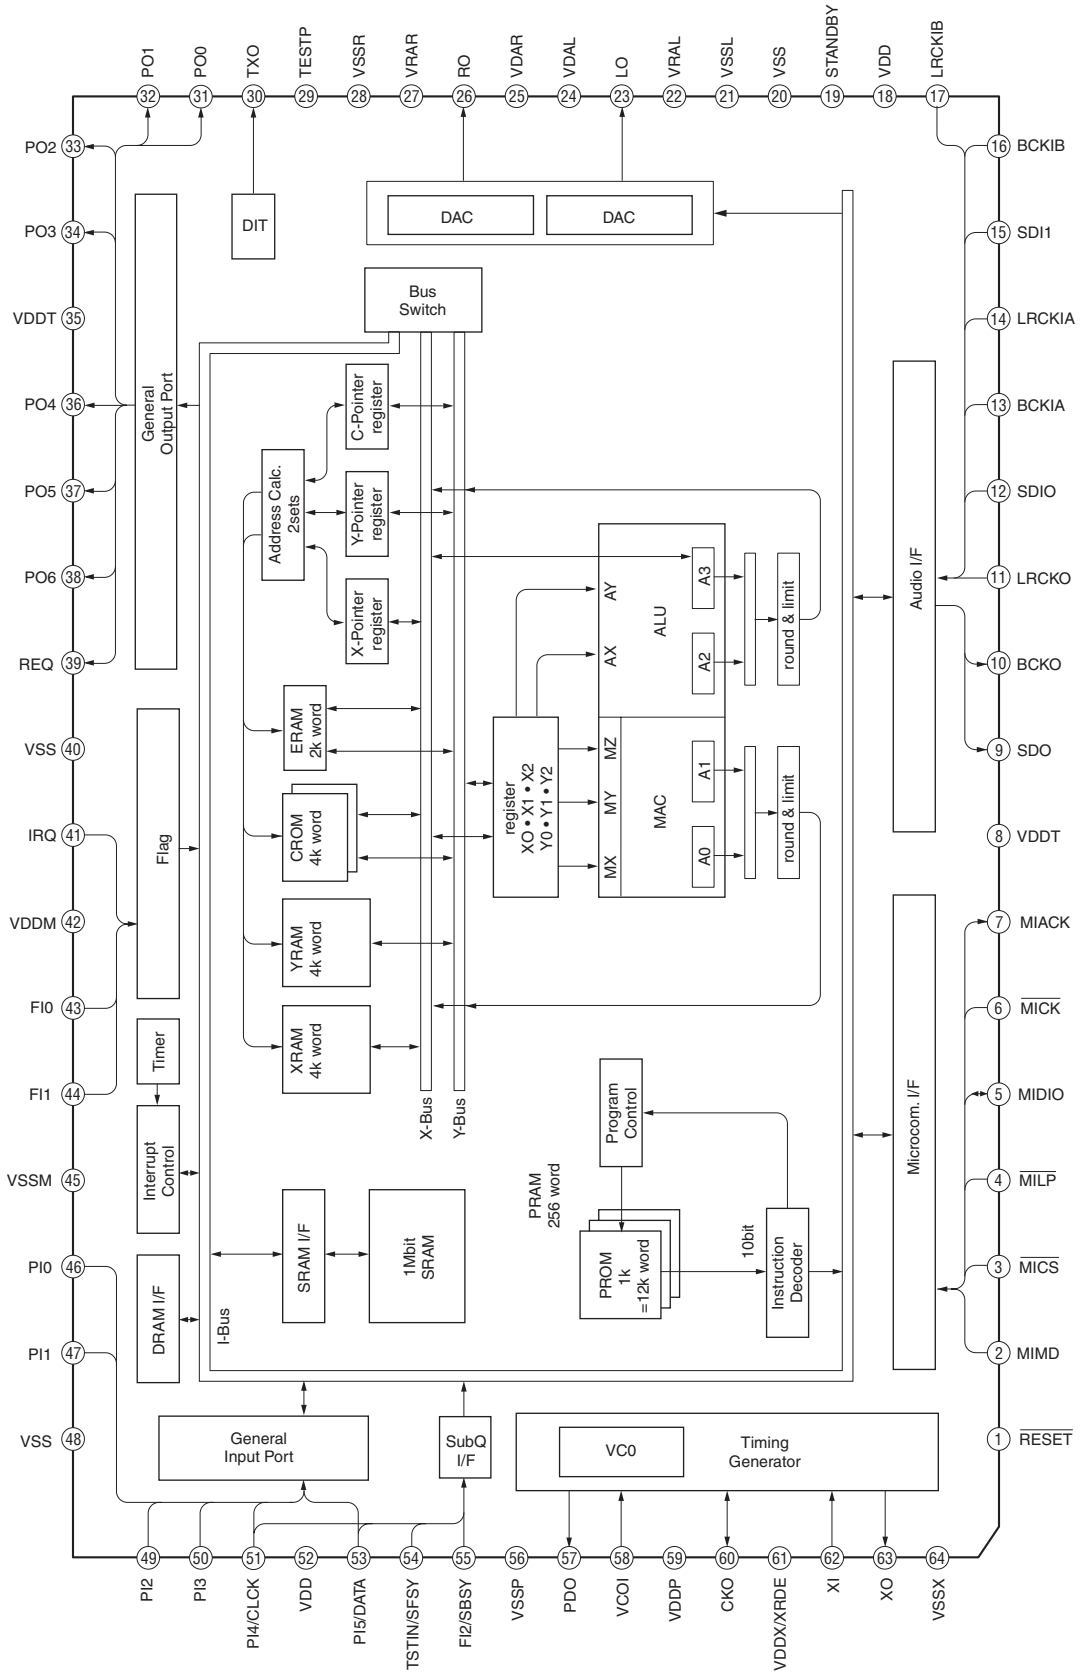 PO1
PO0
TXO
TESTP
VSSR
VRAR
RO
VDAR
VDAL
LO
VRAL
VSSL
VSS
STANDBY
VDD
LRCKIB
32
31
30
29
28
27
26
25
24
23
22
21
20
19
18
17
PO2 33
16 BCKIB
DIT
DAC
DAC
PO3 34
15 SDI1
Bus
Switch
VDDT 35
14 LRCKIA
General
Output Port
PO4 36
C-Pointer
register
13 BCKIA
Address Calc.
2sets
Y-Pointer
register
PO5 37
12 SDIO
X-Pointer
register
PO6 38
AY
AX
ALU
A3
A2
round & limit
Audio I/F
11 LRCKO
REQ 39
10 BCKO
ERAM
2k word
VSS 40
9 SDO
register
XO • X1 • X2
Y0 • Y1 • Y2
MZ
MY
MX
MAC
A1
A0
round & limit
Flag
CROM
4k word
IRQ 41
8 VDDT
YRAM
4k word
VDDM 42
7 MIACK
FI0 43
6 MICK
XRAM
4k word
Timer
X-Bus
Y-Bus
Program
Control
Microcom. I/F
FI1 44
5 MIDIO
Interrupt
Control
VSSM 45
4 MILP
PRAM
256 word
SRAM I/F
1Mbit
SRAM
PROM
1k
=12k word
10bit
Instruction
Decoder
PI0 46
3 MICS
DRAM I/F
I-Bus
PI1 47
2 MIMD
General
Input Port
SubQ
I/F
VC0
Timing
Generator
VSS 48
1 RESET
49
50
51
52
53
54
55
56
57
58
59
60
61
62
63
64
PI2
PI3
PI4/CLCK
VDD
PI5/DATA
TSTIN/SFSY
FI2/SBSY
VSSP
PDO
VCOI
VDDP
CKO
VDDX/XRDE
XI
XO
VSSX